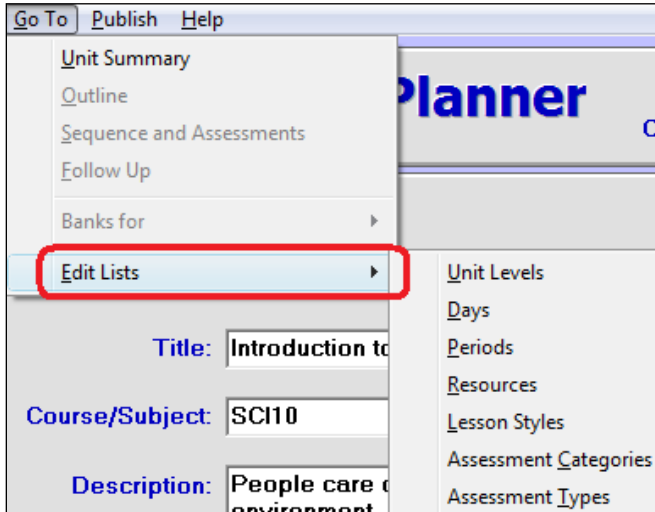 Go To Publish Help
Unit Summary
Outline
Sequence and Assessments
Follow Up
Banks for
Edit Lists
Planner
Unit Levels
Days
Periods
Resources
Lesson Styles
Assessment Categories
Assessment Types
Title: Introduction to
Course/Subject: SCI10
Description: People care
environment